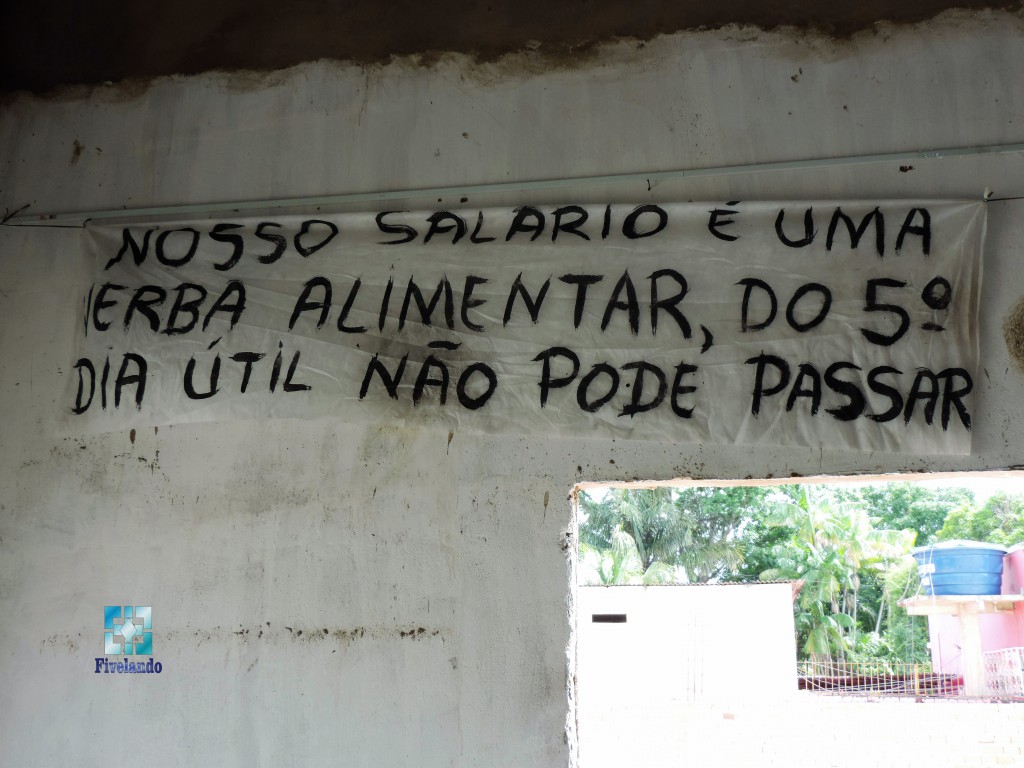 NOSSO SALARIO É UMA
VERBA ALIMENTAR, DO 5º
DIA ÚTIL NÃO PODE PASSAR
Fivelando